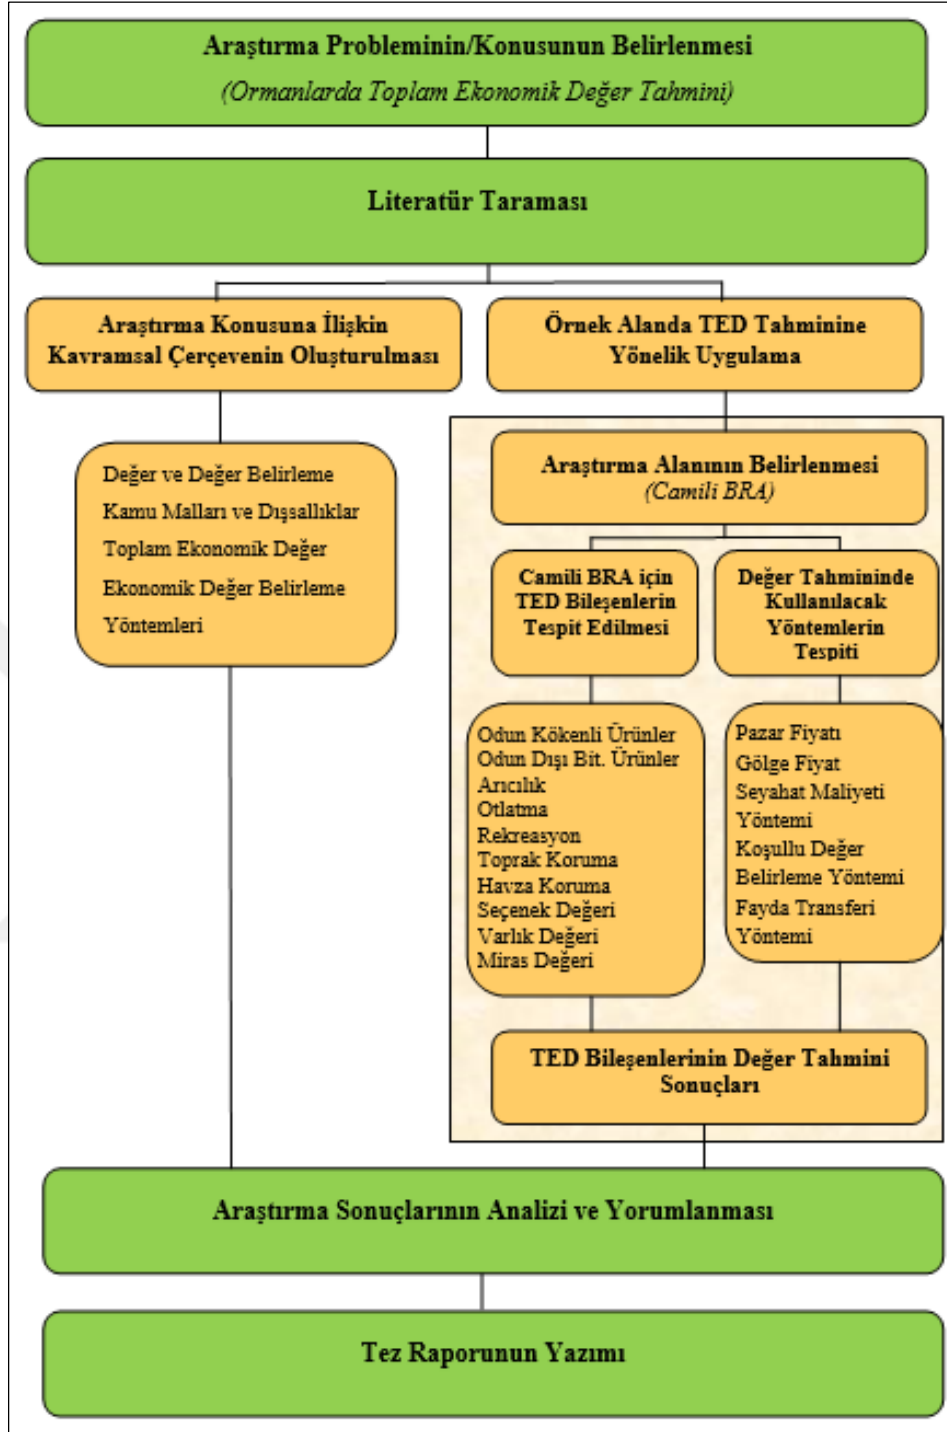 Araştırma Probleminin/Konusunun Belirlenmesi
(Ormanlarda Toplam Ekonomik Değer Tahmini)
Literatür Taraması
Araştırma Konusuna İlişkin
Kavramsal Çerçevenin Oluşturulması
Örnek Alanda TED Tahminine
Yönelik Uygulama
Değer ve Değer Belirleme
Kamu Malları ve Dışsallıklar
Toplam Ekonomik Değer
Ekonomik Değer Belirleme
Yöntemleri
Araştırma Alanının Belirlenmesi
(Camili BRA)
Camili BRA için
TED Bileşenlerin
Tespit Edilmesi
Değer Tahmininde
Kullanılacak
Yöntemlerin
Tespiti
Odun Kökenli Ürünler
Odun Dışı Bit. Ürünler
Arıcılık
Otlatma
Rekreasyon
Toprak Koruma
Havza Koruma
Seçenek Değeri
Varlık Değeri
Miras Değeri
Pazar Fiyatı
Gölge Fiyat
Seyahat Maliyeti
Yöntemi
Koşullu Değer
Belirleme Yöntemi
Fayda Transferi
Yöntemi
TED Bileşenlerinin Değer Tahmini
Sonuçları
Araştırma Sonuçlarının Analizi ve Yorumlanması
Tez Raporunun Yazımı